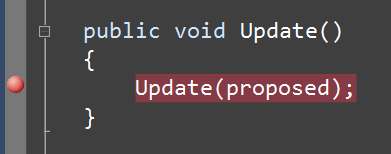 public void Update()
{
Update(proposed);
}